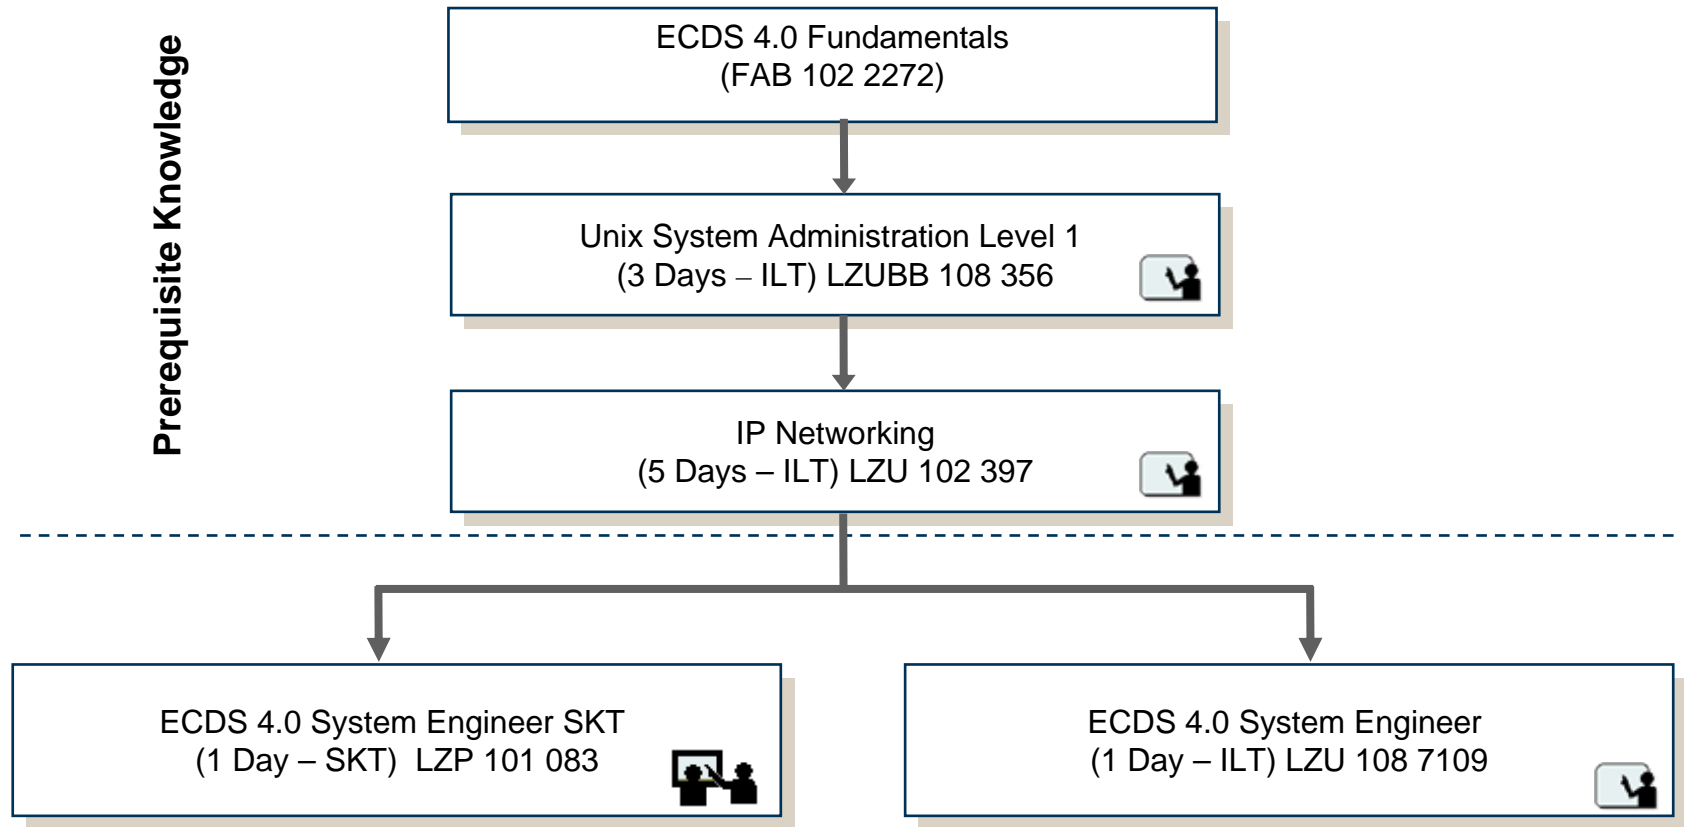 Prerequisite Knowledge
ECDS 4.0 Fundamentals
(FAB 102 2272)
Unix System Administration Level 1
(3 Days – ILT) LZUBB 108 356
IP Networking
(5 Days – ILT) LZU 102 397
ECDS 4.0 System Engineer SKT
(1 Day – SKT) LZP 101 083
ECDS 4.0 System Engineer
(1 Day – ILT) LZU 108 7109